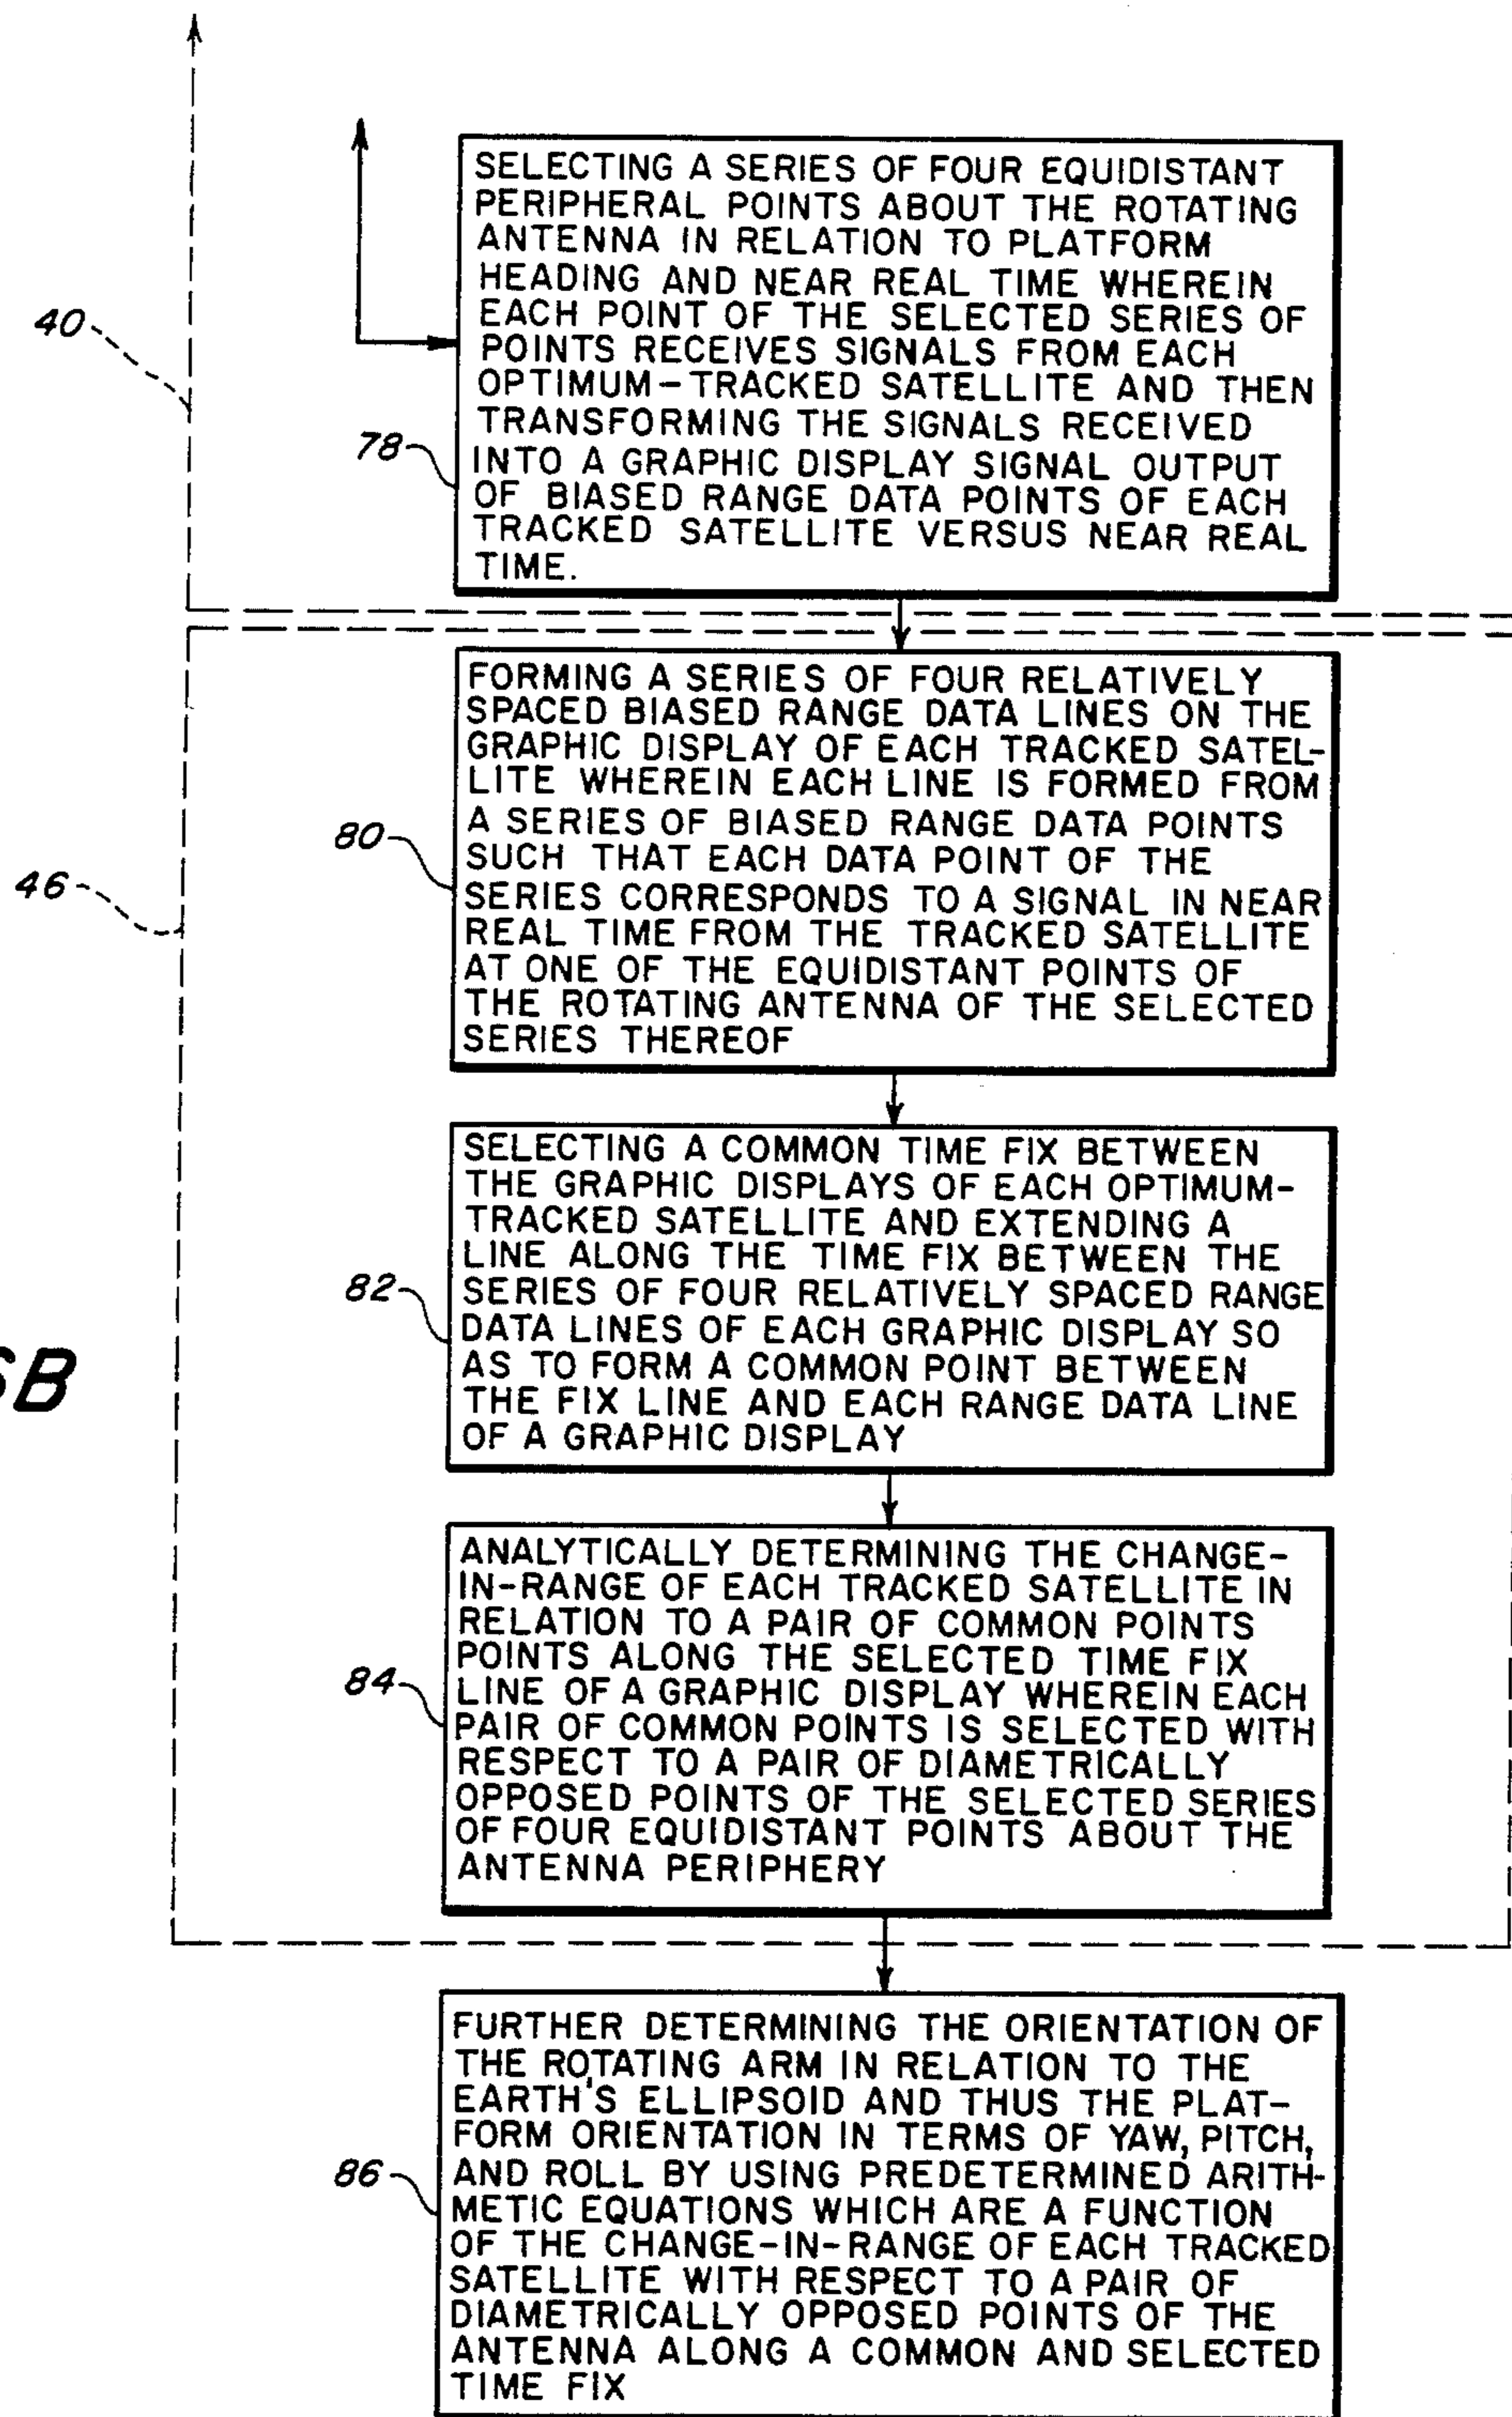 SELECTING A SERIES OF FOUR EQUIDISTANT
PERIPHERAL POINTS ABOUT THE ROTATING
ANTENNA IN RELATION TO PLATFORM
HEADING AND NEAR REAL TIME WHEREIN
EACH POINT OF THE SELECTED SERIES OF
POINTS RECEIVES SIGNALS FROM EACH
OPTIMUM-TRACKED SATELLITE AND THEN
TRANSFORMING THE SIGNALS RECEIVED
INTO A GRAPHIC DISPLAY SIGNAL OUTPUT
OF BIASED RANGE DATA POINTS OF EACH
TRACKED SATELLITE VERSUS NEAR REAL
TIME.
40
78
FORMING A SERIES OF FOUR RELATIVELY
SPACED BIASED RANGE DATA LINES ON THE
GRAPHIC DISPLAY OF EACH TRACKED SATEL-
LITE WHEREIN EACH LINE IS FORMED FROM
A SERIES OF BIASED RANGE DATA POINTS
SUCH THAT EACH DATA POINT OF THE
SERIES CORRESPONDS TO A SIGNAL IN NEAR
REAL TIME FROM THE TRACKED SATELLITE
AT ONE OF THE EQUIDISTANT POINTS OF
THE ROTATING ANTENNA OF THE SELECTED
SERIES THEREOF
80
46
SELECTING A COMMON TIME FIX BETWEEN
THE GRAPHIC DISPLAYS OF EACH OPTIMUM-
TRACKED SATELLITE AND EXTENDING A
LINE ALONG THE TIME FIX BETWEEN THE
SERIES OF FOUR RELATIVELY SPACED RANGE
DATA LINES OF EACH GRAPHIC DISPLAY SO
AS TO FORM A COMMON POINT BETWEEN
THE FIX LINE AND EACH RANGE DATA LINE
OF A GRAPHIC DISPLAY
82
6B
ANALYTICALLY DETERMINING THE CHANGE-
IN-RANGE OF EACH TRACKED SATELLITE IN
RELATION TO A PAIR OF COMMON POINTS
POINTS ALONG THE SELECTED TIME FIX
LINE OF A GRAPHIC DISPLAY WHEREIN EACH
PAIR OF COMMON POINTS IS SELECTED WITH
RESPECT TO A PAIR OF DIAMETRICALLY
OPPOSED POINTS OF THE SELECTED SERIES
OF FOUR EQUIDISTANT POINTS ABOUT THE
ANTENNA PERIPHERY
84
FURTHER DETERMINING THE ORIENTATION OF
THE ROTATING ARM IN RELATION TO THE
EARTH'S ELLIPSOID AND THUS THE PLAT-
FORM ORIENTATION IN TERMS OF YAW, PITCH,
AND ROLL BY USING PREDETERMINED ARITH-
METIC EQUATIONS WHICH ARE A FUNCTION
OF THE CHANGE-IN-RANGE OF EACH TRACKED
SATELLITE WITH RESPECT TO A PAIR OF
DIAMETRICALLY OPPOSED POINTS OF THE
ANTENNA ALONG A COMMON AND SELECTED
TIME FIX
86